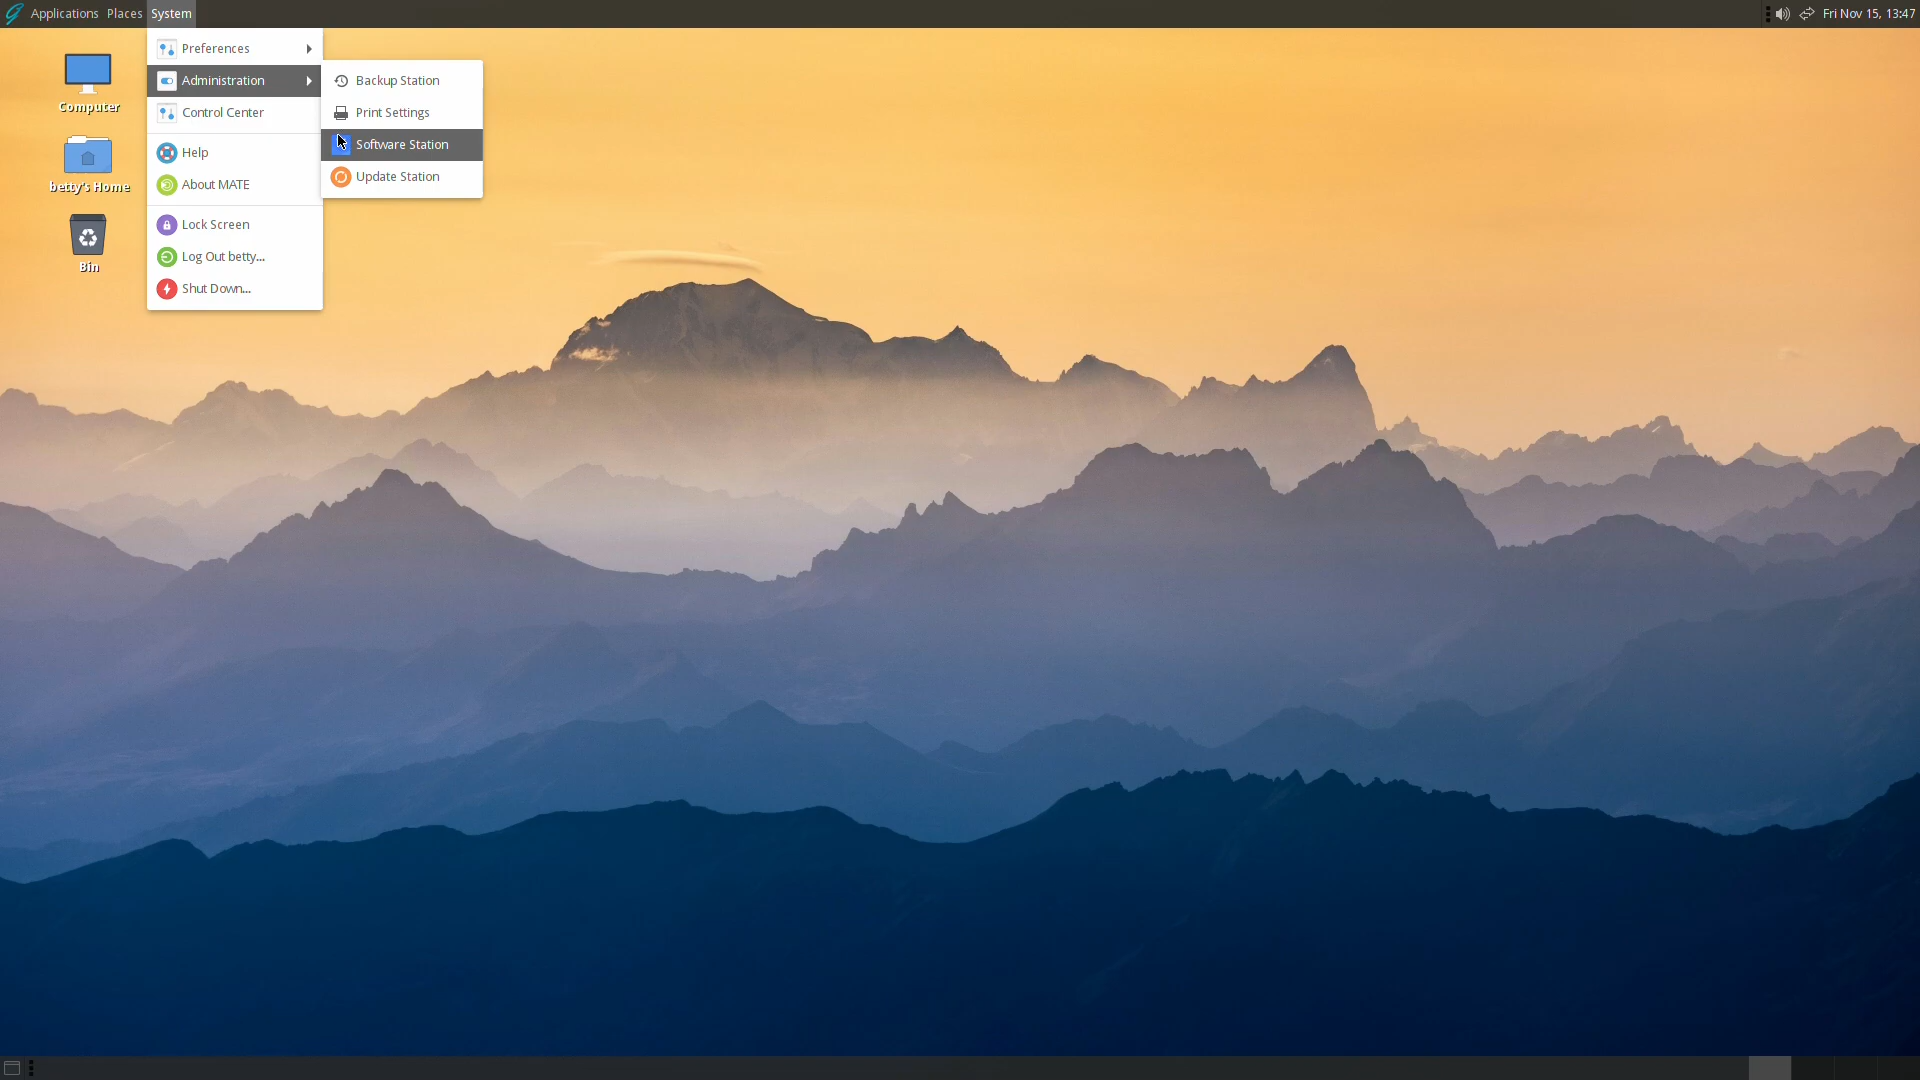 Applications Places System
Fri Nov 15, 13:47
Computer
betty's Home
Bin
Preferences
Administration
Control Center
Help
About MATE
Lock Screen
Log Out betty...
Shut Down...
Backup Station
Print Settings
Software Station
Update Station